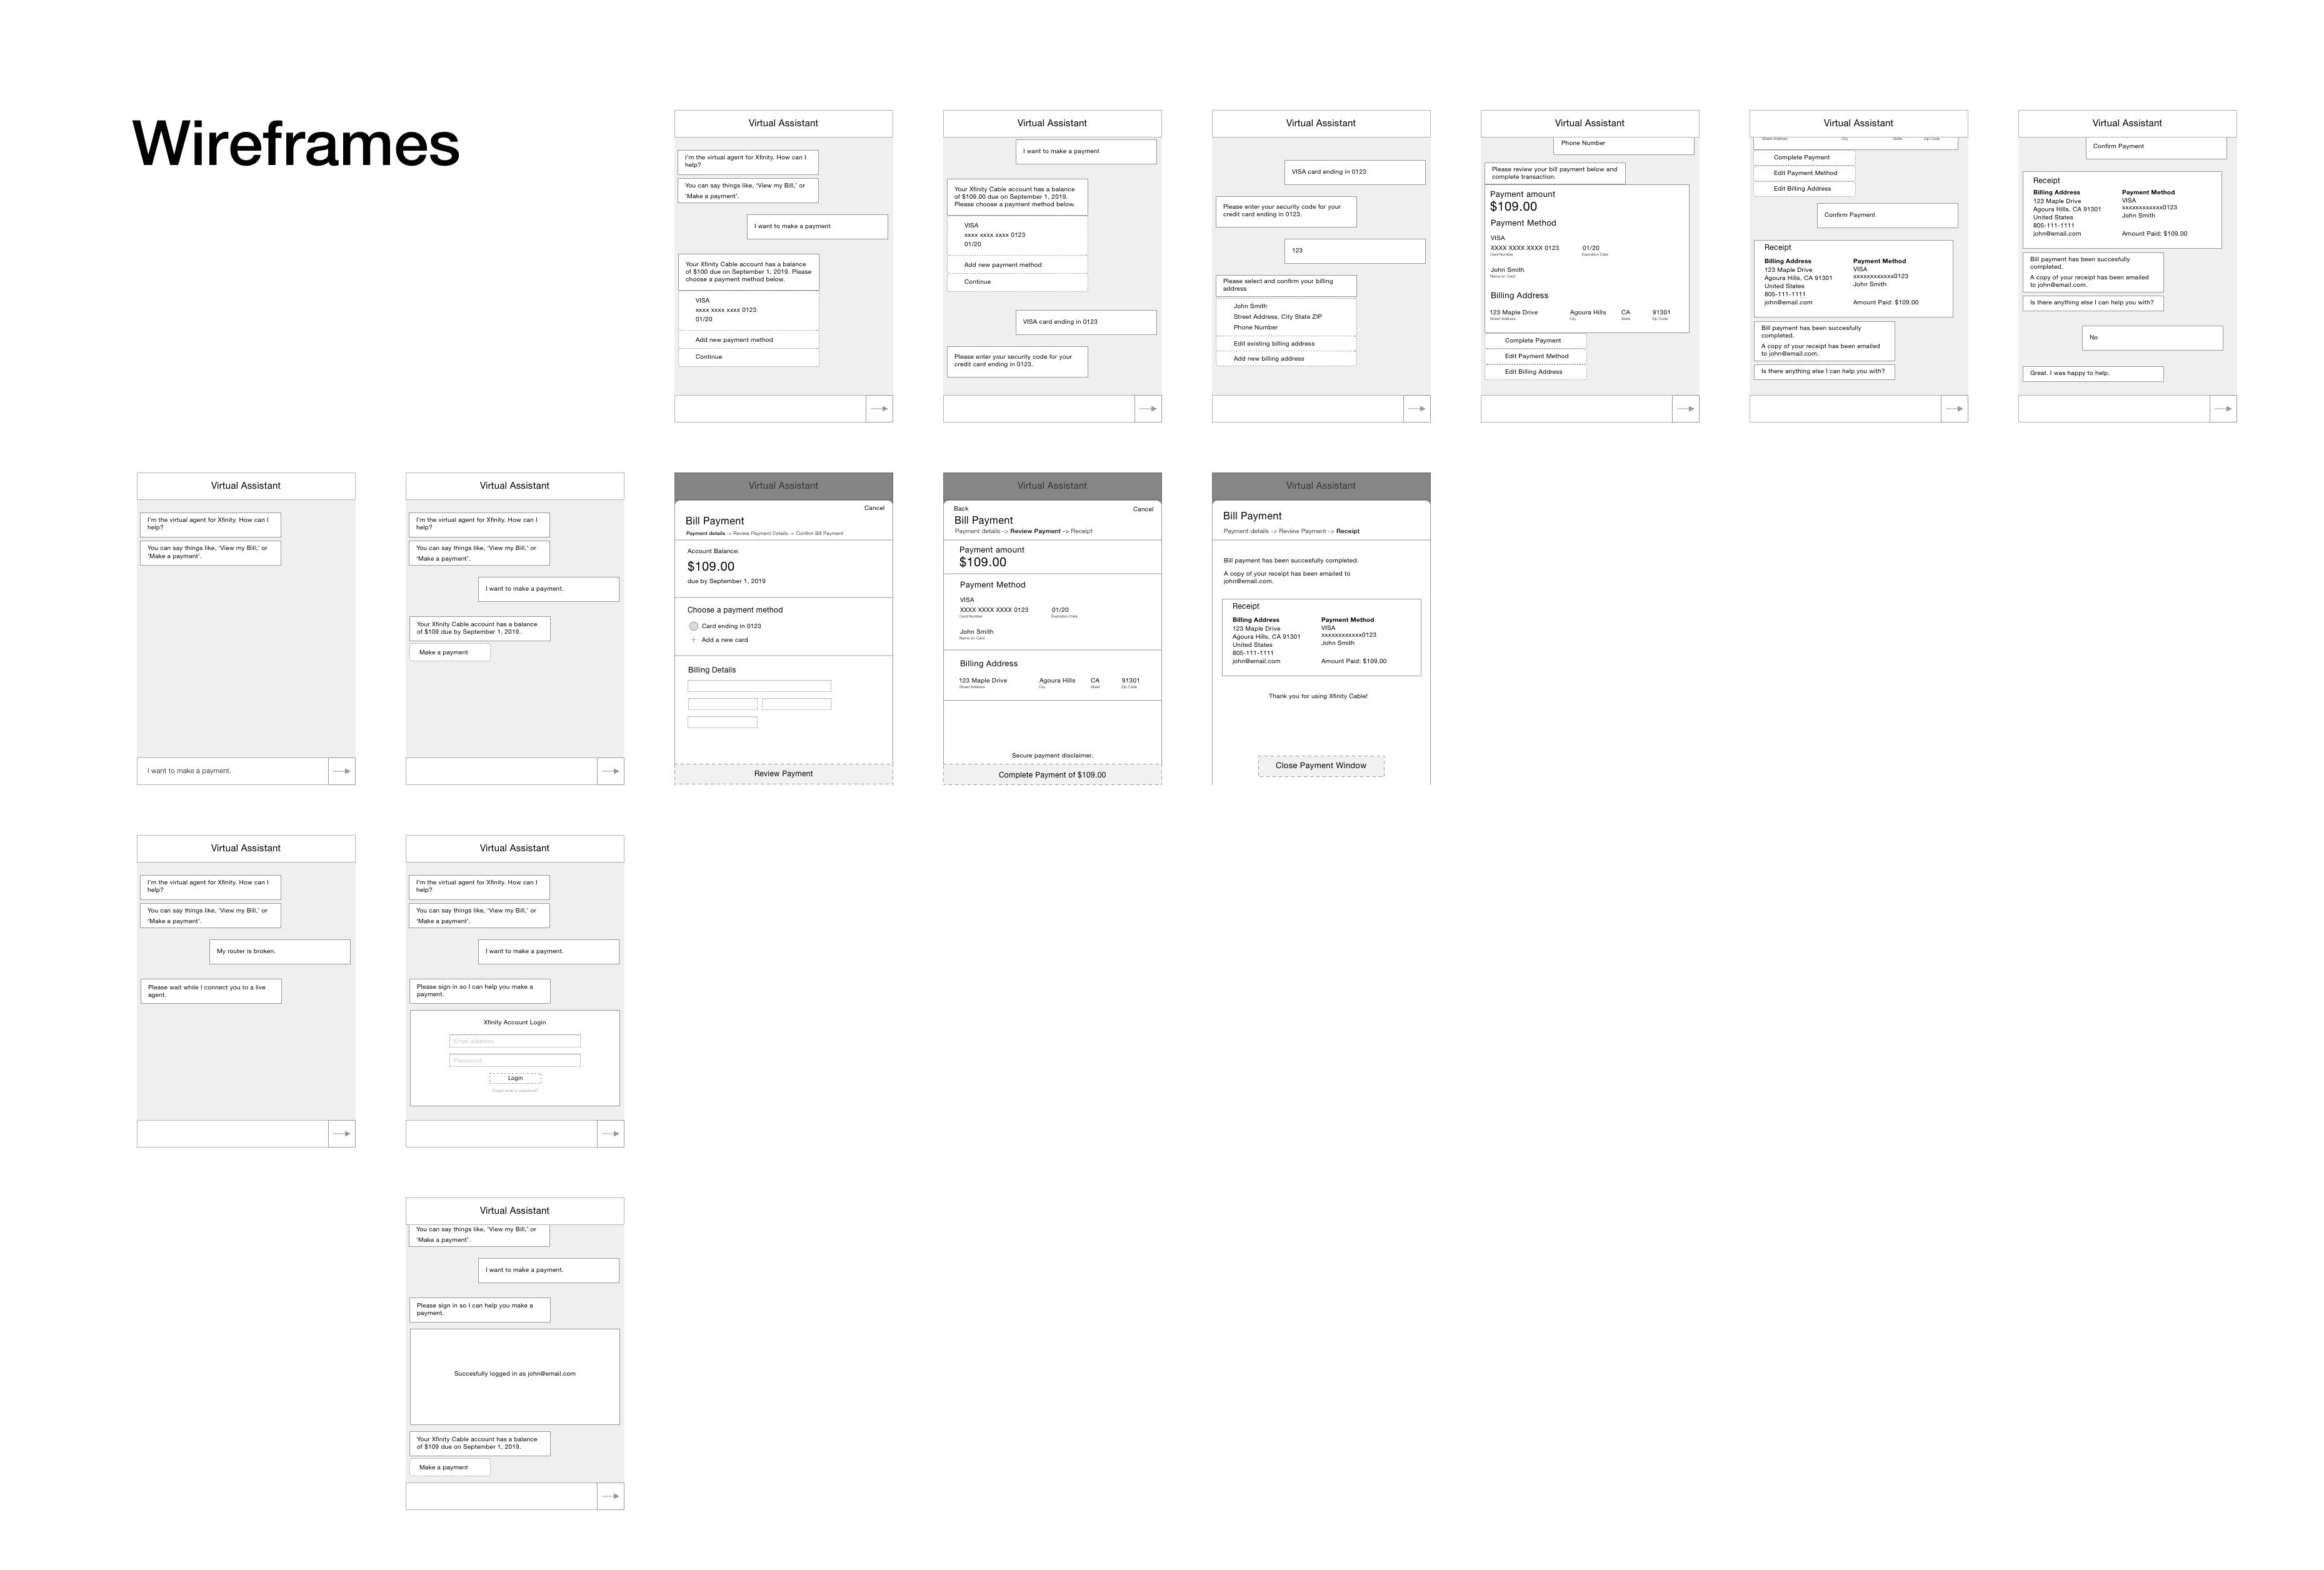 Wireframes
Virtual Assistant
I'm the virtual agent for Xfinity. How can I
help?
You can say things like, 'View my Bill,' or
'Make a payment'.
I want to make a payment
Your Xfinity Cable account has a balance
of $100 due on September 1, 2019. Please
choose a payment method below.
VISA
xxxx xxxx xxxx 0123
01/20
Add new payment method
Continue
Virtual Assistant
I want to make a payment
Your Xfinity Cable account has a balance
of $109.00 due on September 1, 2019.
Please choose a payment method below.
VISA
xxxx xxxx xxxx 0123
01/20
Add new payment method
Continue
VISA card ending in 0123
Please enter your security code for your
credit card ending in 0123.
Virtual Assistant
VISA card ending in 0123
Please enter your security code for your
credit card ending in 0123.
123
Please select and confirm your billing
address
John Smith
Street Address, City State ZIP
Phone Number
Edit existing billing address
Add new billing address
Virtual Assistant
Phone Number
Please review your bill payment below and
complete transaction.
Payment amount
$109.00
Payment Method
VISA
XXXX XXXX XXXX 0123 01/20
Card Number Expiration Date
John Smith
Name on Card
Billing Address
123 Maple Drive Agoura Hills CA 91301
Street Address City State Zip Code
Complete Payment
Edit Payment Method
Edit Billing Address
Virtual Assistant
Street Address City State Zip Code
Complete Payment
Edit Payment Method
Edit Billing Address
Confirm Payment
Receipt
Billing Address Payment Method
123 Maple Drive VISA
Agoura Hills, CA 91301 xxxxxxxxxxxx0123
United States John Smith
805-111-1111
john@email.com Amount Paid: $109.00
Bill payment has been succesfully
completed.
A copy of your receipt has been emailed
to john@email.com.
Is there anything else I can help you with?
Virtual Assistant
Confirm Payment
Receipt
Billing Address Payment Method
123 Maple Drive VISA
Agoura Hills, CA 91301 xxxxxxxxxxxx0123
United States John Smith
805-111-1111
john@email.com Amount Paid: $109.00
Bill payment has been succesfully
completed.
A copy of your receipt has been emailed
to john@email.com.
Is there anything else I can help you with?
No
Great. I was happy to help.
Virtual Assistant
I'm the virtual agent for Xfinity. How can I
help?
You can say things like, 'View my Bill,' or
'Make a payment'.
I want to make a payment.
Virtual Assistant
I'm the virtual agent for Xfinity. How can I
help?
You can say things like, 'View my Bill,' or
'Make a payment'.
I want to make a payment.
Your Xfinity Cable account has a balance
of $109 due by September 1, 2019.
Make a payment
Virtual Assistant
Cancel
Bill Payment
Payment details -> Review Payment Details -> Confirm Bill Payment
Account Balance:
$109.00
due by September 1, 2019
Choose a payment method
Card ending in 0123
+ Add a new card
Billing Details
Review Payment
Virtual Assistant
Back Cancel
Bill Payment
Payment details -> Review Payment -> Receipt
Payment amount
$109.00
Payment Method
VISA
XXXX XXXX XXXX 0123 01/20
Card Number Expiration Date
John Smith
Name on Card
Billing Address
123 Maple Drive Agoura Hills CA 91301
Street Address City State Zip Code
Secure payment disclaimer.
Complete Payment of $109.00
Virtual Assistant
Bill Payment
Payment details -> Review Payment -> Receipt
Bill payment has been succesfully completed.
A copy of your receipt has been emailed to
john@email.com.
Receipt
Billing Address Payment Method
123 Maple Drive VISA
Agoura Hills, CA 91301 xxxxxxxxxxxx0123
United States John Smith
805-111-1111
john@email.com Amount Paid: $109.00
Thank you for using Xfinity Cable!
Close Payment Window
Virtual Assistant
I'm the virtual agent for Xfinity. How can I
help?
You can say things like, 'View my Bill,' or
'Make a payment'.
My router is broken.
Please wait while I connect you to a live
agent.
Virtual Assistant
I'm the virtual agent for Xfinity. How can I
help?
You can say things like, 'View my Bill,' or
'Make a payment'.
I want to make a payment.
Please sign in so I can help you make a
payment.
Xfinity Account Login
Email address
Password
Login
Forgot email or password?
Virtual Assistant
You can say things like, 'View my Bill,' or
'Make a payment'.
I want to make a payment.
Please sign in so I can help you make a
payment.
Succesfully logged in as john@email.com
Your Xfinity Cable account has a balance
of $109 due on September 1, 2019.
Make a payment